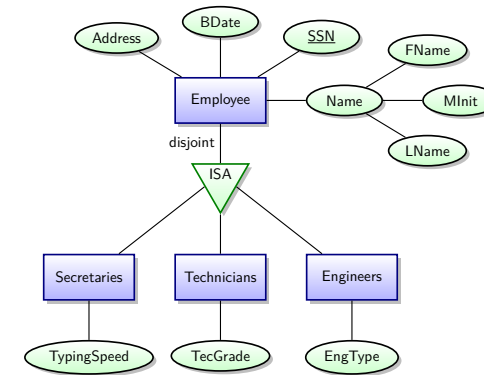 BDate
Address
SSN
FName
Employee
Name
MInit
LName
disjoint
ISA
Secretaries
Technicians
Engineers
TypingSpeed
TecGrade
EngType